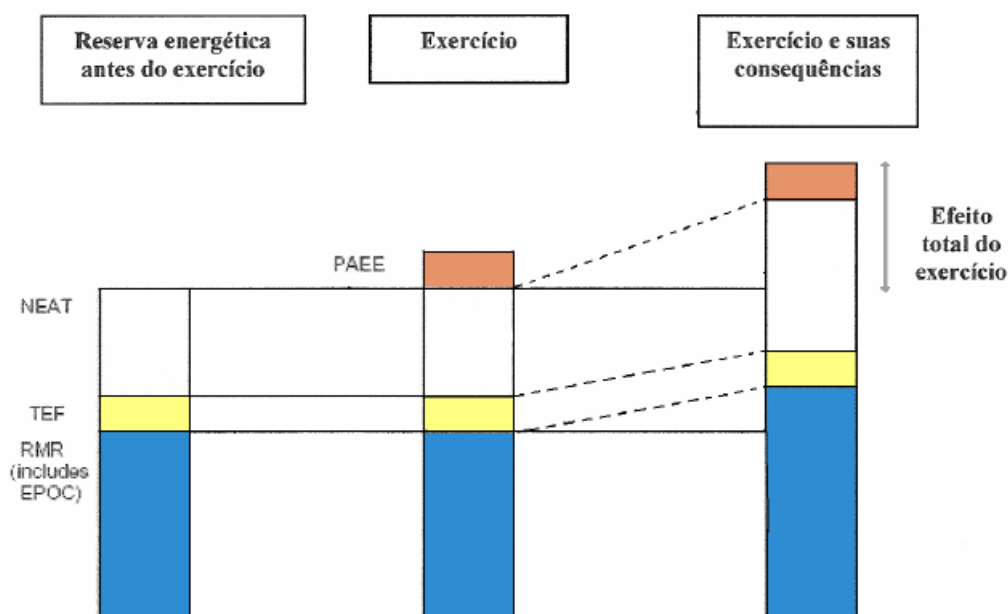 Reserva energética
antes do exercício
Exercício
Exercício e suas
consequências
Efeito
total do
exercício
PAEE
NEAT
TEF
RMR
(includes
EPOC)